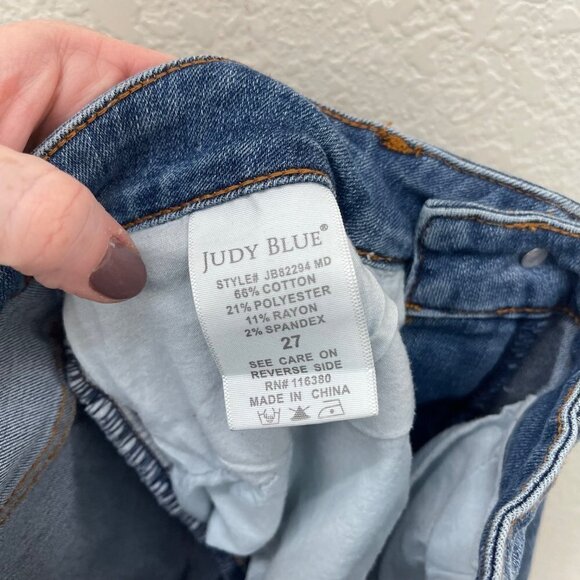 JUDY BLUE®
STYLE# JB82294 MD
66% COTTON
21% POLYESTER
11% RAYON
2% SPANDEX
27
SEE CARE ON
REVERSE SIDE
RN# 116380
MADE IN CHINA